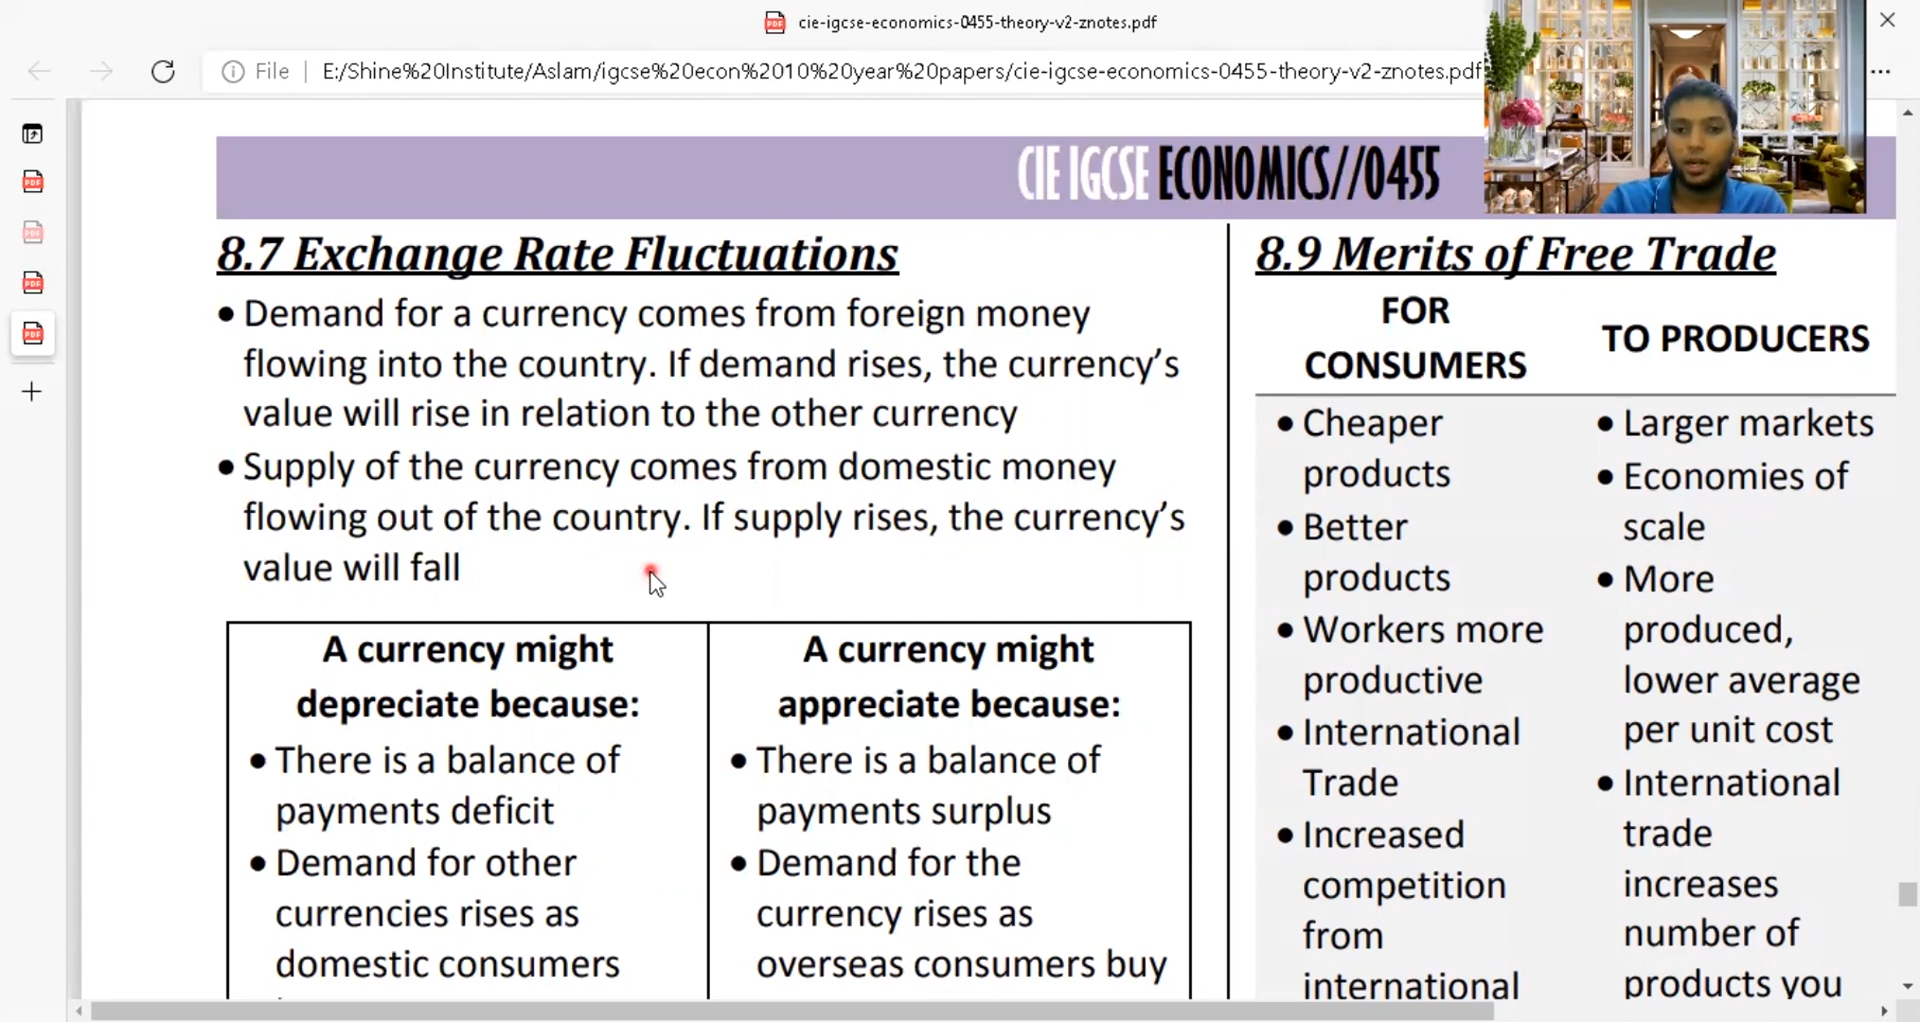 cie-igcse-economics-0455-theory-v2-znotes.pdf
File
E:/Shine%20Institute/Aslam/igcse%20econ%2010%20year%20papers/cie-igcse-economics-0455-theory-v2-znotes.pdf
CIE IGCSE ECONOMICS//0455
8.7 Exchange Rate Fluctuations
• Demand for a currency comes from foreign money
flowing into the country. If demand rises, the currency’s
value will rise in relation to the other currency
• Supply of the currency comes from domestic money
flowing out of the country. If supply rises, the currency’s
value will fall
A currency might
depreciate because:
• There is a balance of
payments deficit
• Demand for other
currencies rises as
domestic consumers
A currency might
appreciate because:
• There is a balance of
payments surplus
• Demand for the
currency rises as
overseas consumers buy
8.9 Merits of Free Trade
FOR
CONSUMERS
• Cheaper
products
• Better
products
• Workers more
productive
• International
Trade
• Increased
competition
from
international
TO PRODUCERS
• Larger markets
• Economies of
scale
• More
produced,
lower average
per unit cost
• International
trade
increases
number of
products you